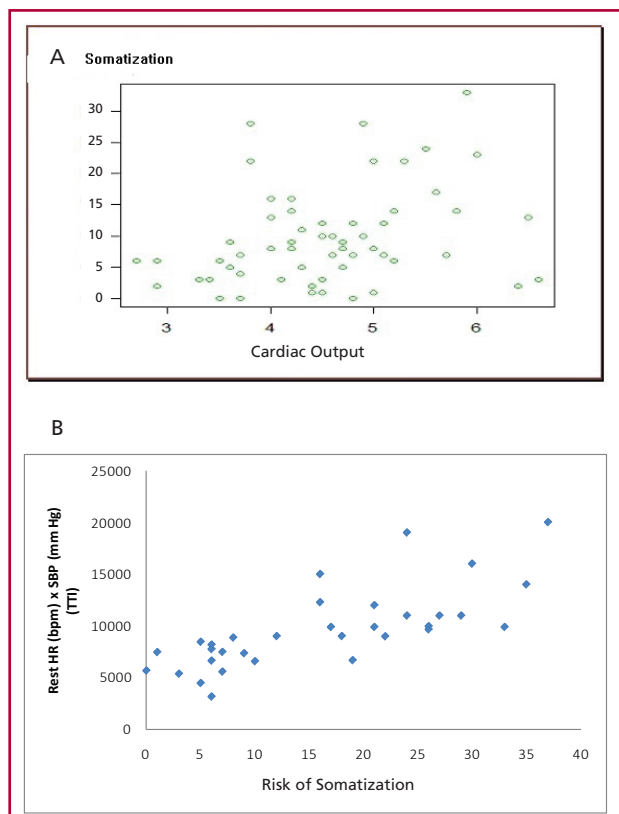 A Somatization
30
25
20
15
10
5
0
3 4 5 6
Cardiac Output
B
25000
20000
15000
10000
5000
0
Rest HR (bpm) x SBP (mm Hg)
(TTI)
0 5 10 15 20 25 30 35 40
Risk of Somatization